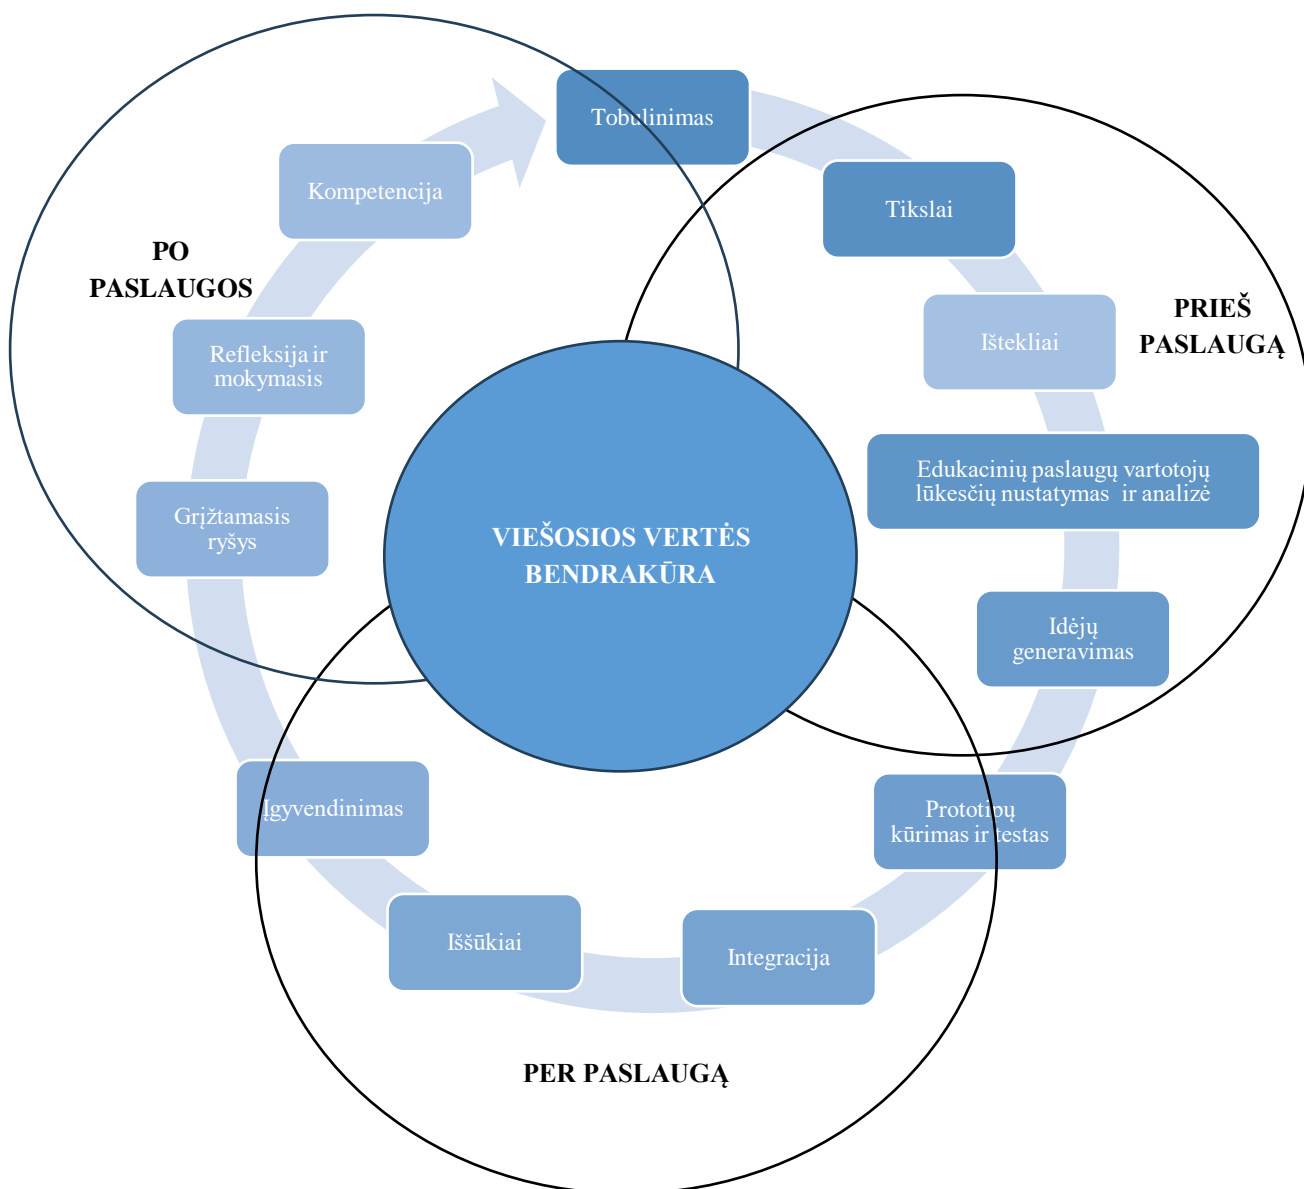 Tobulinimas
Tikslai
Ištekliai
Edukacinių paslaugų vartotojų
lūkesčių nustatymas ir analizė
Idėjų
generavimas
Prototipų
kūrimas ir testas
Integracija
Iššūkiai
Įgyvendinimas
Grįžtamasis
ryšys
Refleksija ir
mokymasis
Kompetencija
PO
PASLAUGOS
PRIEŠ
PASLAUGĄ
VIEŠOSIOS VERTĖS
BENDRAKŪRA
PER PASLAUGĄ